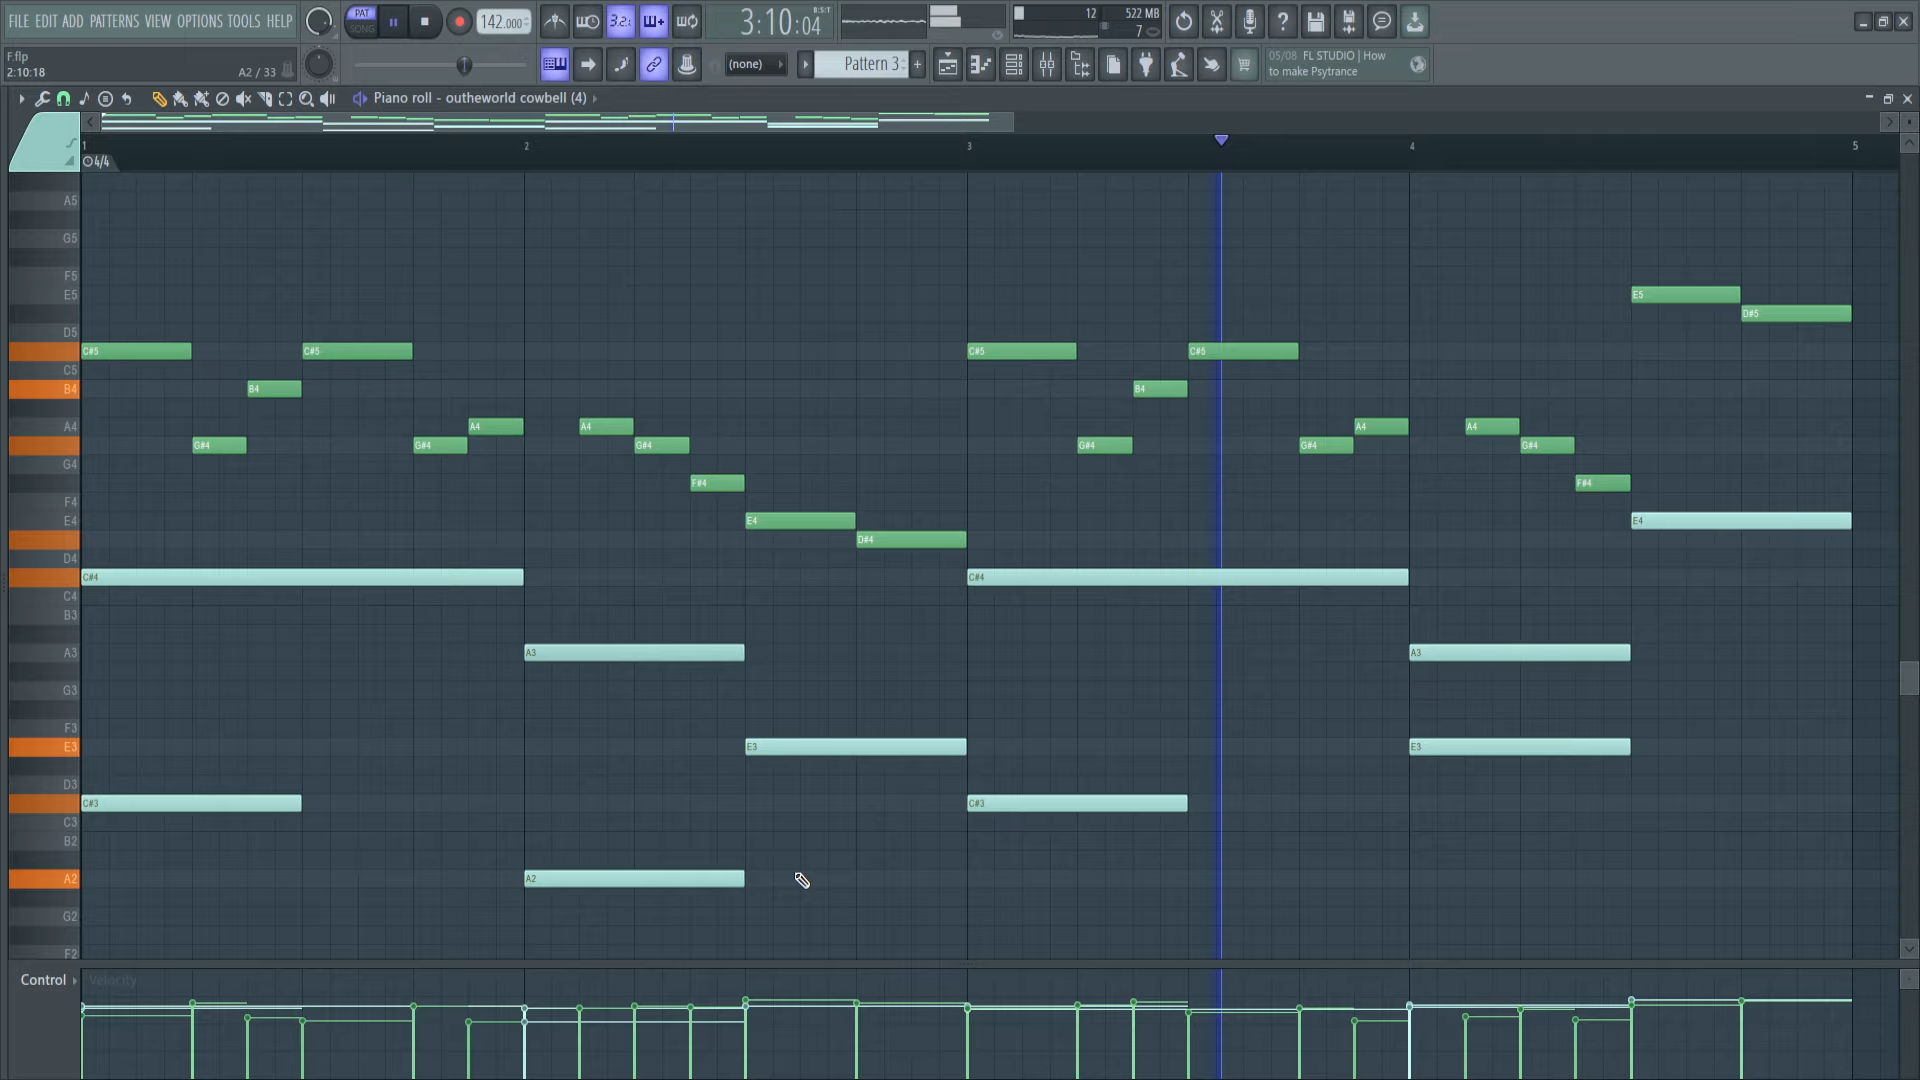 FILE EDIT ADD PATTERNS VIEW OPTIONS TOOLS HELP
PAT
SONG
142.000
3.2.
3:10:04
B:S:T
12
522 MB
7
F.flp
2:10:18
A2 / 33
(none)
Pattern 3
+
05/08 FL STUDIO | How
to make Psytrance
Piano roll - outheworld cowbell (4)
1
2
3
4
5
4/4
A5
G5
F5
E5
E5
D#5
D5
C#5
C#5
C#5
C#5
C5
B4
B4
B4
A4
A4
A4
A4
A4
G#4
G#4
G#4
G#4
G#4
G#4
G4
F#4
F#4
F4
E4
E4
E4
D#4
D4
C#4
C#4
C4
B3
A3
A3
A3
G3
F3
E3
E3
E3
D3
C#3
C#3
C3
B2
A2
A2
G2
F2
Control
Velocity